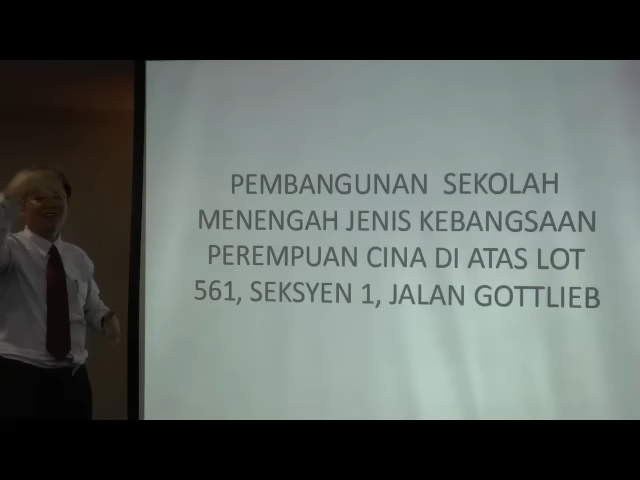 PEMBANGUNAN SEKOLAH
MENENGAH JENIS KEBANGSAAN
PEREMPUAN CINA DI ATAS LOT
561, SEKSYEN 1, JALAN GOTTLIEB